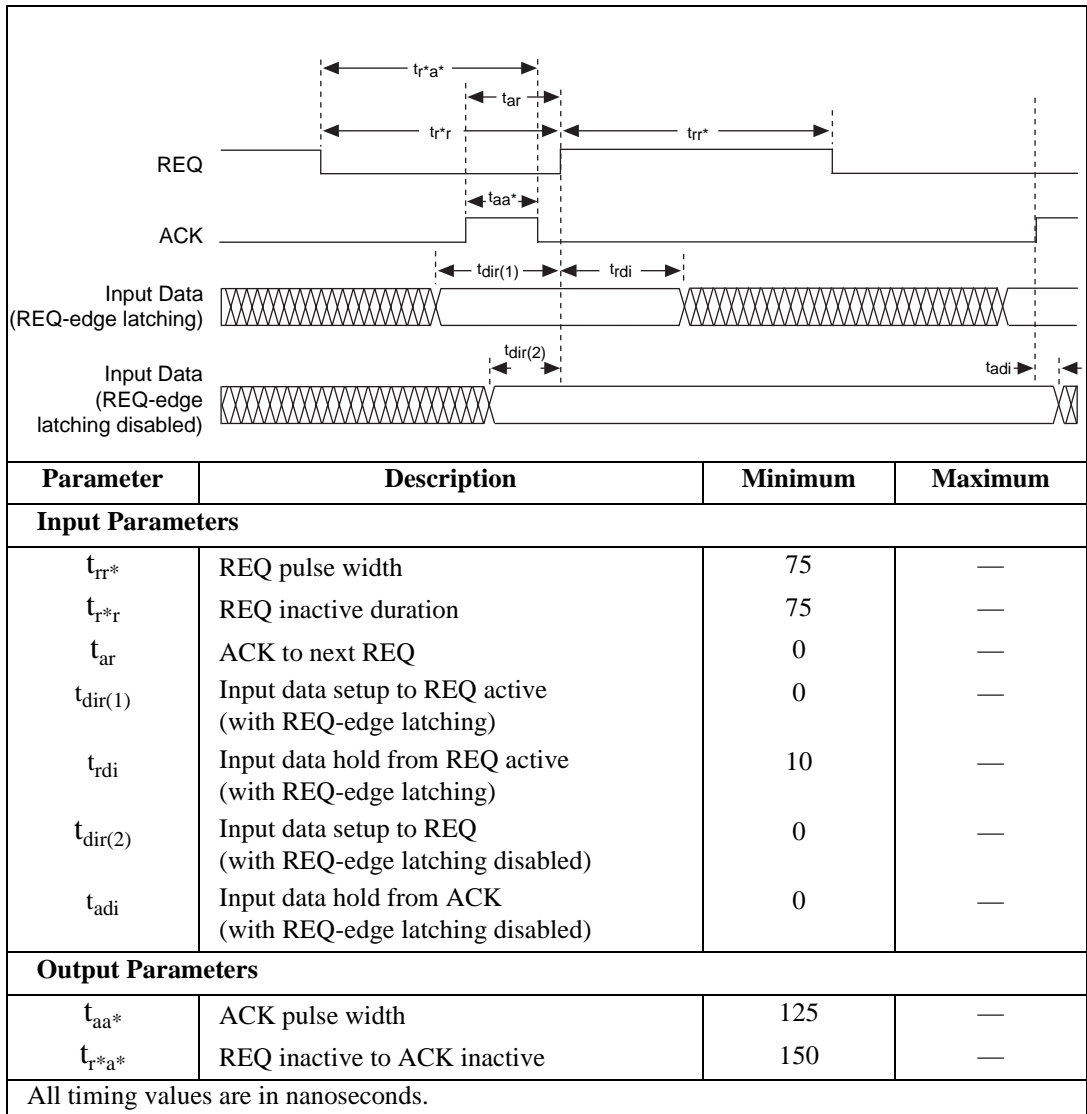 tr*a*
tar
tr*r trr*
REQ
taa*
ACK
tdir(1) trdi
Input Data
(REQ-edge latching)
tdir(2)
tadi
Input Data
(REQ-edge
latching disabled)
Parameter Description Minimum Maximum
Input Parameters
trr* REQ pulse width 75 —
tr*r REQ inactive duration 75 —
tar ACK to next REQ 0 —
tdir(1) Input data setup to REQ active 0 —
(with REQ-edge latching)
trdi Input data hold from REQ active 10 —
(with REQ-edge latching)
tdir(2) Input data setup to REQ 0 —
(with REQ-edge latching disabled)
tadi Input data hold from ACK 0 —
(with REQ-edge latching disabled)
Output Parameters
taa* ACK pulse width 125 —
tr*a* REQ inactive to ACK inactive 150 —
All timing values are in nanoseconds.